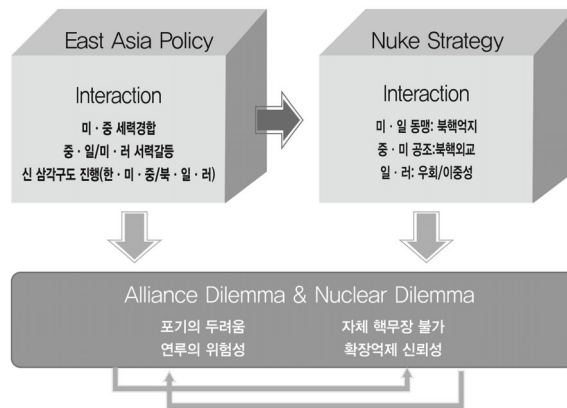 East Asia Policy
Interaction
미·중 세력경합
중·일/미·러 서력갈등
신 삼각구도 진행(한·미·중/북·일·러)
Nuke Strategy
Interaction
미·일 동맹: 북핵억지
중·미 공조:북핵외교
일·러: 우회/이중성
Alliance Dilemma & Nuclear Dilemma
포기의 두려움
연루의 위험성
자체 핵무장 불가
확장억제 신뢰성